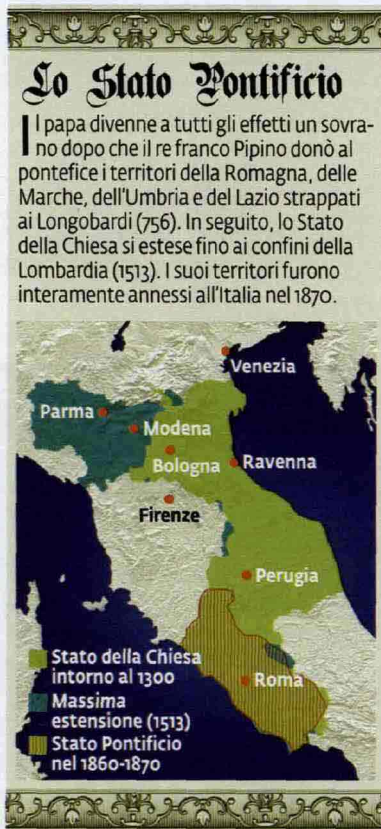 Lo Stato Pontificio
Il papa divenne a tutti gli effetti un sovra-
no dopo che il re franco Pipino donò al
pontefice i territori della Romagna, delle
Marche, dell'Umbria e del Lazio strappati
ai Longobardi (756). In seguito, lo Stato
della Chiesa si estese fino ai confini della
Lombardia (1513). I suoi territori furono
interamente annessi all'Italia nel 1870.
Venezia
Parma
Modena
Bologna
Ravenna
Firenze
Perugia
Stato della Chiesa
intorno al 1300
Roma
Massima
estensione (1513)
Stato Pontificio
nel 1860-1870